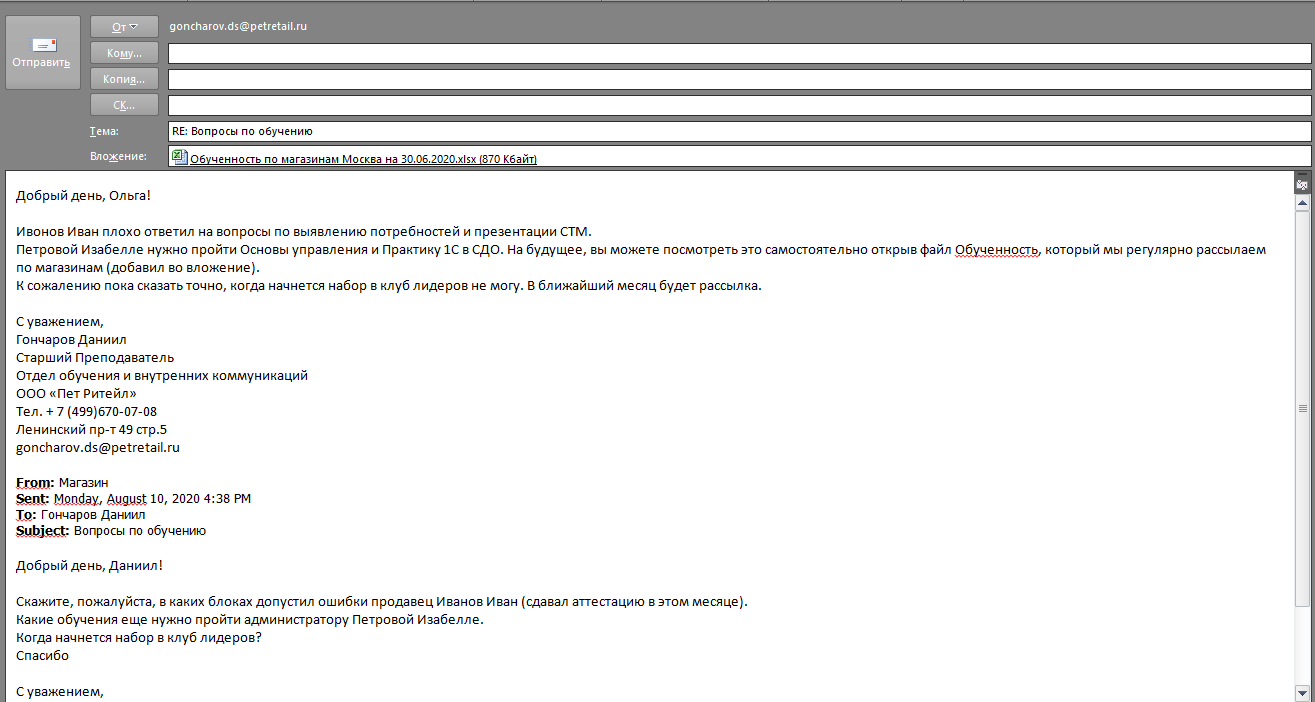 От
goncharov.ds@petretail.ru
Отправить
Кому...
Копия...
СК...
Тема:
RE: Вопросы по обучению
Вложение:
Обученность по магазинам Москва на 30.06.2020.xlsx (870 Кбайт)
Добрый день, Ольга!
Ивонов Иван плохо ответил на вопросы по выявлению потребностей и презентации СТМ.
Петровой Изабелле нужно пройти Основы управления и Практику 1С в СДО. На будущее, вы можете посмотреть это самостоятельно открыв файл Обученность, который мы регулярно рассылаем
по магазинам (добавил во вложение).
К сожалению пока сказать точно, когда начнется набор в клуб лидеров не могу. В ближайший месяц будет рассылка.
С уважением,
Гончаров Даниил
Старший Преподаватель
Отдел обучения и внутренних коммуникаций
ООО «Пет Ритейл»
Тел. + 7 (499)670-07-08
Ленинский пр-т 49 стр.5
goncharov.ds@petretail.ru
From: Магазин
Sent: Monday, August 10, 2020 4:38 PM
To: Гончаров Даниил
Subject: Вопросы по обучению
Добрый день, Даниил!
Скажите, пожалуйста, в каких блоках допустил ошибки продавец Иванов Иван (сдавал аттестацию в этом месяце).
Какие обучения еще нужно пройти администратору Петровой Изабелле.
Когда начнется набор в клуб лидеров?
Спасибо
С уважением,